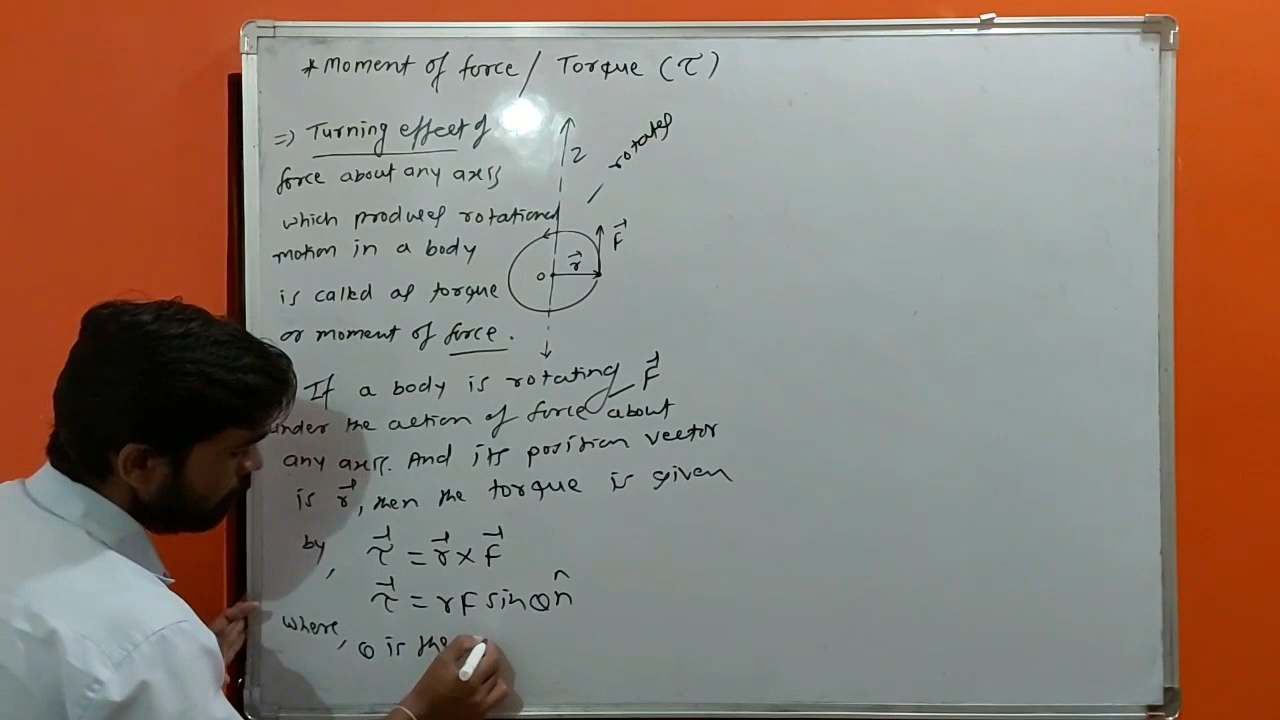 * Moment of force / Torque (τ)
=) Turning effect of
force about any axis
which produces rotational
motion in a body
is called as torque
or moment of force.
z
rotates
F⃗
r⃗
o
If a body is rotating
under the action of force F⃗ about
any axis. And its position vector
is r⃗, then the torque is given
by, τ⃗ = r⃗ × F⃗
τ⃗ = rF sinθ n̂
where, θ is the